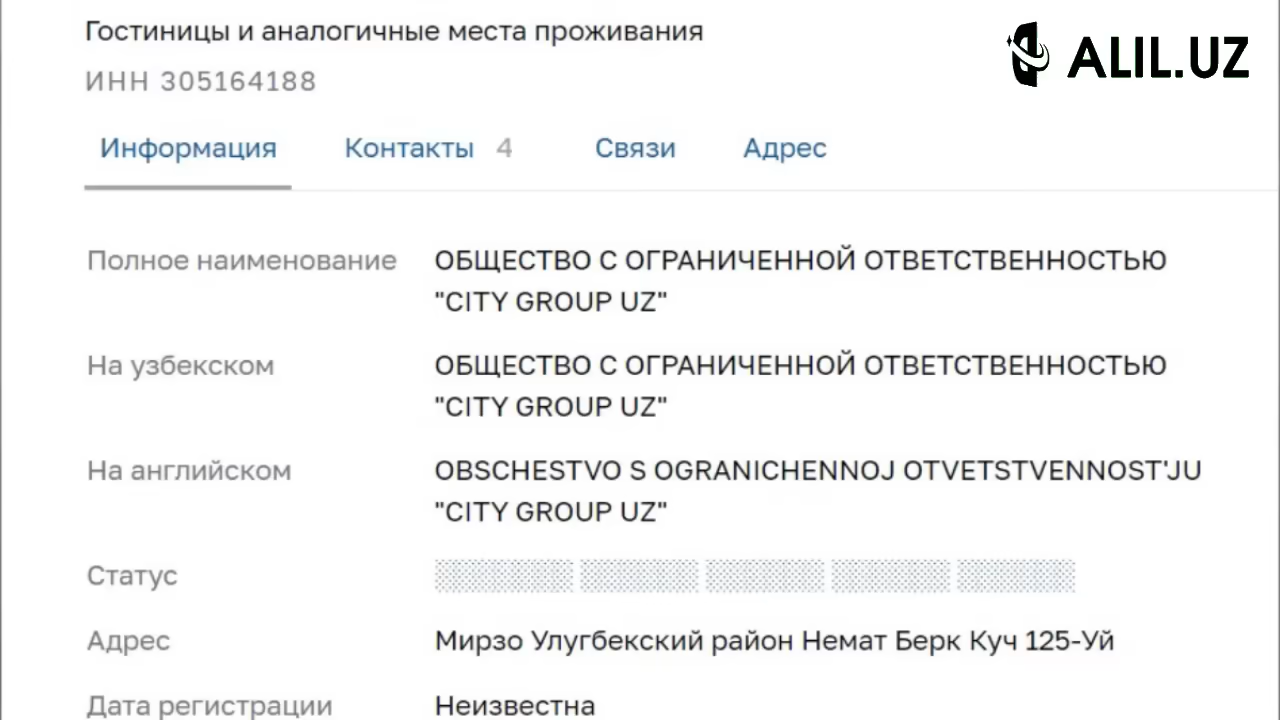 Гостиницы и аналогичные места проживания
ALIL.UZ
ИНН 305164188
Информация Контакты 4 Связи Адрес
Полное наименование ОБЩЕСТВО С ОГРАНИЧЕННОЙ ОТВЕТСТВЕННОСТЬЮ
"CITY GROUP UZ"
На узбекском ОБЩЕСТВО С ОГРАНИЧЕННОЙ ОТВЕТСТВЕННОСТЬЮ
"CITY GROUP UZ"
На английском OBSCHESTVO S OGRANICHENNOJ OTVETSTVENNOST'JU
"CITY GROUP UZ"
Статус
Адрес Мирзо Улугбекский район Немат Берк Куч 125-Уй
Дата регистрации Неизвестна